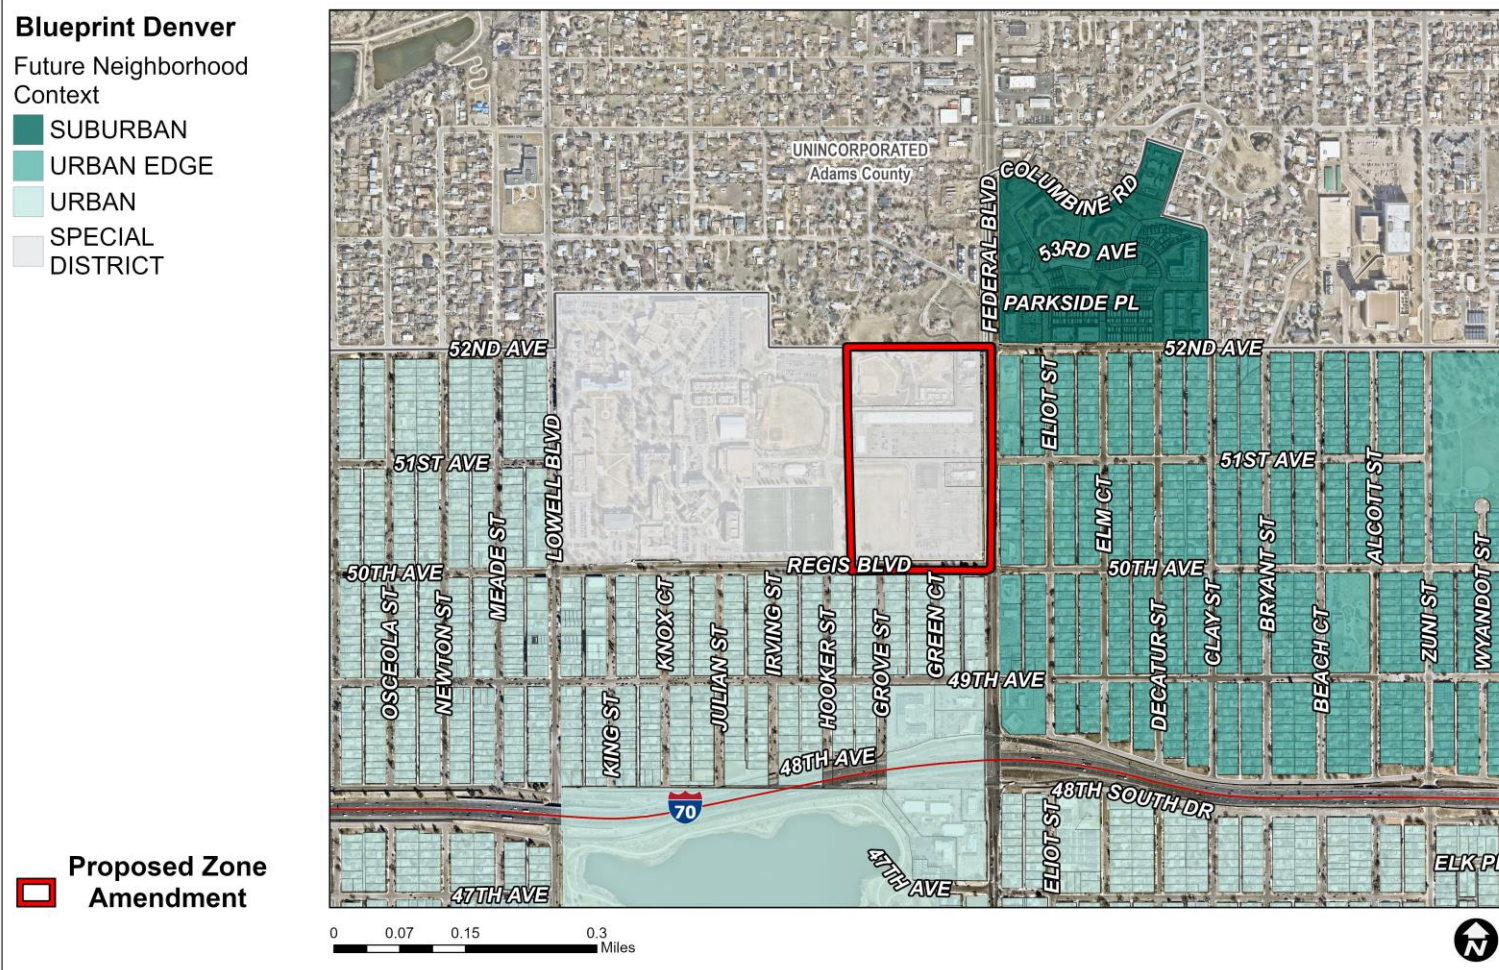 Blueprint Denver
Future Neighborhood
Context
SUBURBAN
URBAN EDGE
URBAN
SPECIAL
DISTRICT
Proposed Zone
Amendment
UNINCORPORATED
Adams County
FEDERAL BLVD
COLUMBINE RD
53RD AVE
PARKSIDE PL
52ND AVE
52ND AVE
ELIOT ST
LOWELL BLVD
51ST AVE
51ST AVE
ALCOTT ST
ELM CT
MEADE ST
BRYANT ST
WYANDOT ST
50TH AVE
REGIS BLVD
50TH AVE
OSCEOLA ST
NEWTON ST
KNOX CT
JULIAN ST
IRVING ST
HOOKER ST
GROVE ST
GREEN CT
DECATUR ST
CLAY ST
BEACH CT
ZUNI ST
49TH AVE
KING ST
48TH AVE
70
48TH SOUTH DR
ELIOT ST
47TH AVE
47TH AVE
ELK PL
0 0.07 0.15 0.3
Miles
N